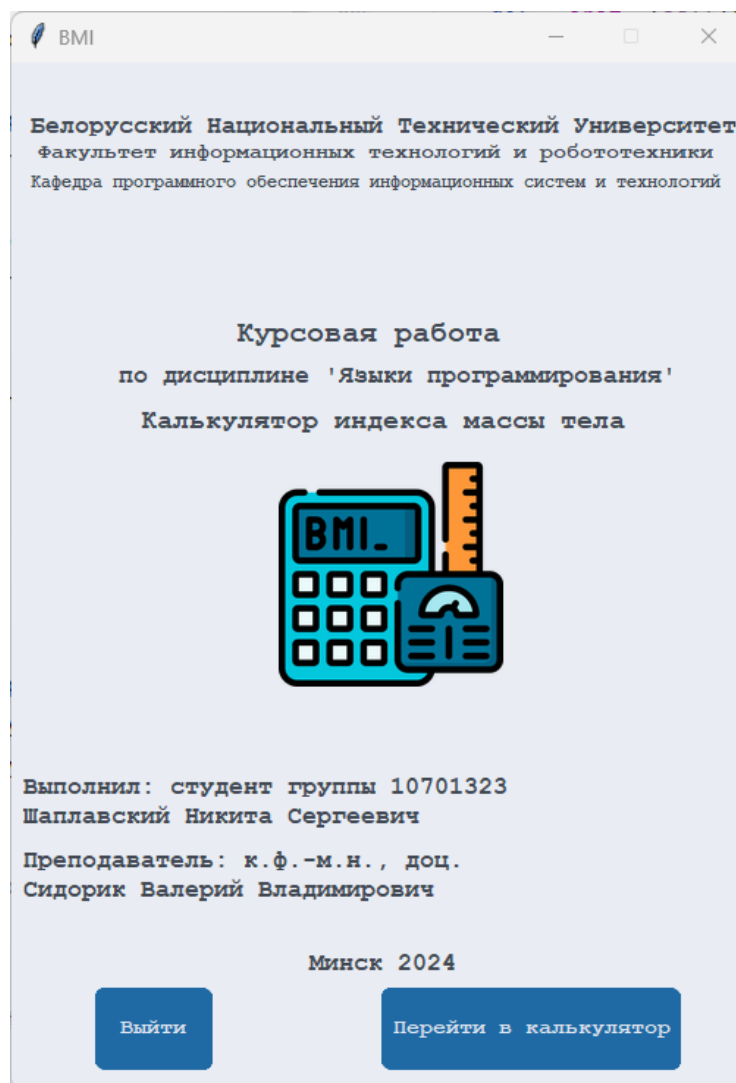 BMI
Белорусский Национальный Технический Университет
Факультет информационных технологий и робототехники
Кафедра программного обеспечения информационных систем и технологий
Курсовая работа
по дисциплине 'Языки программирования'
Калькулятор индекса массы тела
BMI_
Выполнил: студент группы 10701323
Шаплавский Никита Сергеевич
Преподаватель: к.ф.-м.н., доц.
Сидорик Валерий Владимирович
Минск 2024
Выйти
Перейти в калькулятор